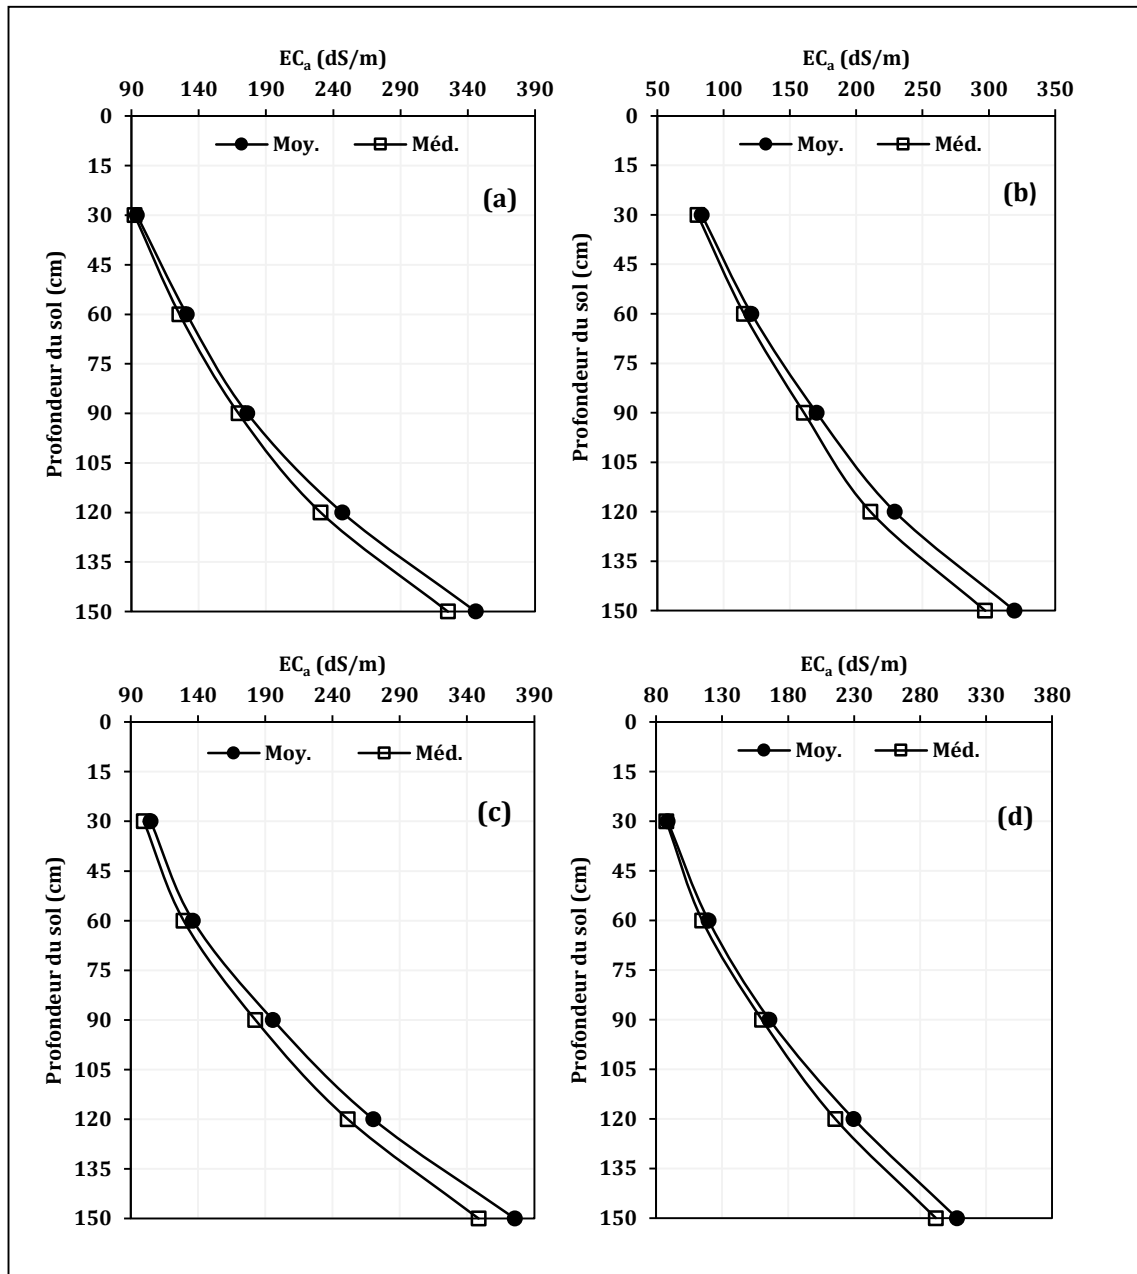 ECa (dS/m)
90 140 190 240 290 340 390
0
15
30
45
60
75
90
105
120
135
150
Profondeur du sol (cm)
Moy. Méd.
(a)
ECa (dS/m)
50 100 150 200 250 300 350
0
15
30
45
60
75
90
105
120
135
150
Profondeur du sol (cm)
Moy. Méd.
(b)
ECa (dS/m)
90 140 190 240 290 340 390
0
15
30
45
60
75
90
105
120
135
150
Profondeur du sol (cm)
Moy. Méd.
(c)
ECa (dS/m)
80 130 180 230 280 330 380
0
15
30
45
60
75
90
105
120
135
150
Profondeur du sol (cm)
Moy. Méd.
(d)